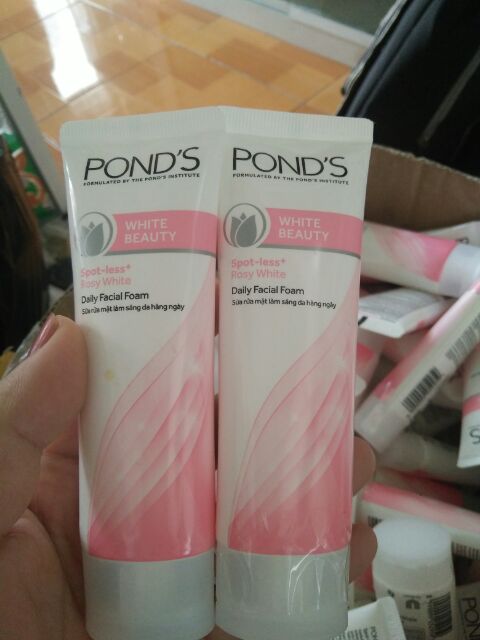 POND'S
FORMULATED BY THE POND'S INSTITUTE
WHITE
BEAUTY
Spot-less+
Rosy White
Daily Facial Foam
Sữa rửa mặt làm sáng da hàng ngày
POND'S
FORMULATED BY THE POND'S INSTITUTE
WHITE
BEAUTY
Spot-less+
Rosy White
Daily Facial Foam
Sữa rửa mặt làm sáng da hàng ngày